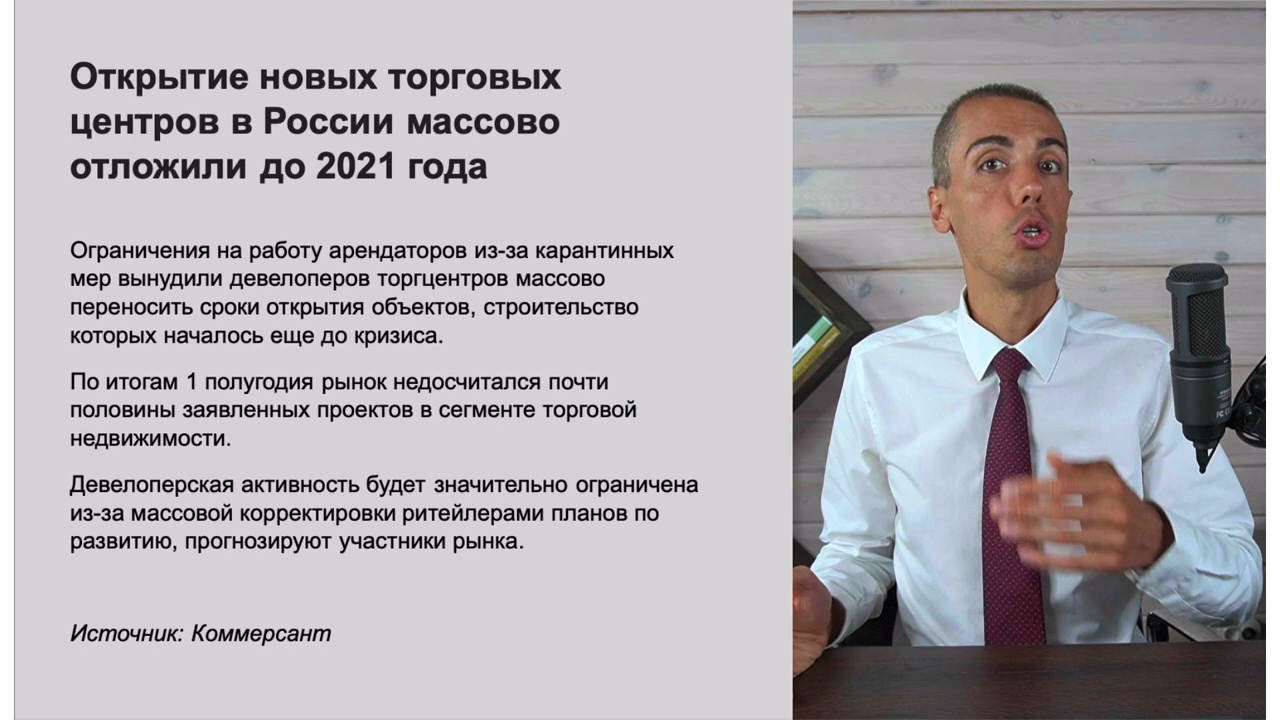 Открытие новых торговых
центров в России массово
отложили до 2021 года
Ограничения на работу арендаторов из-за карантинных
мер вынудили девелоперов торгцентров массово
переносить сроки открытия объектов, строительство
которых началось еще до кризиса.
По итогам 1 полугодия рынок недосчитался почти
половины заявленных проектов в сегменте торговой
недвижимости.
Девелоперская активность будет значительно ограничена
из-за массовой корректировки ритейлерами планов по
развитию, прогнозируют участники рынка.
Источник: Коммерсант